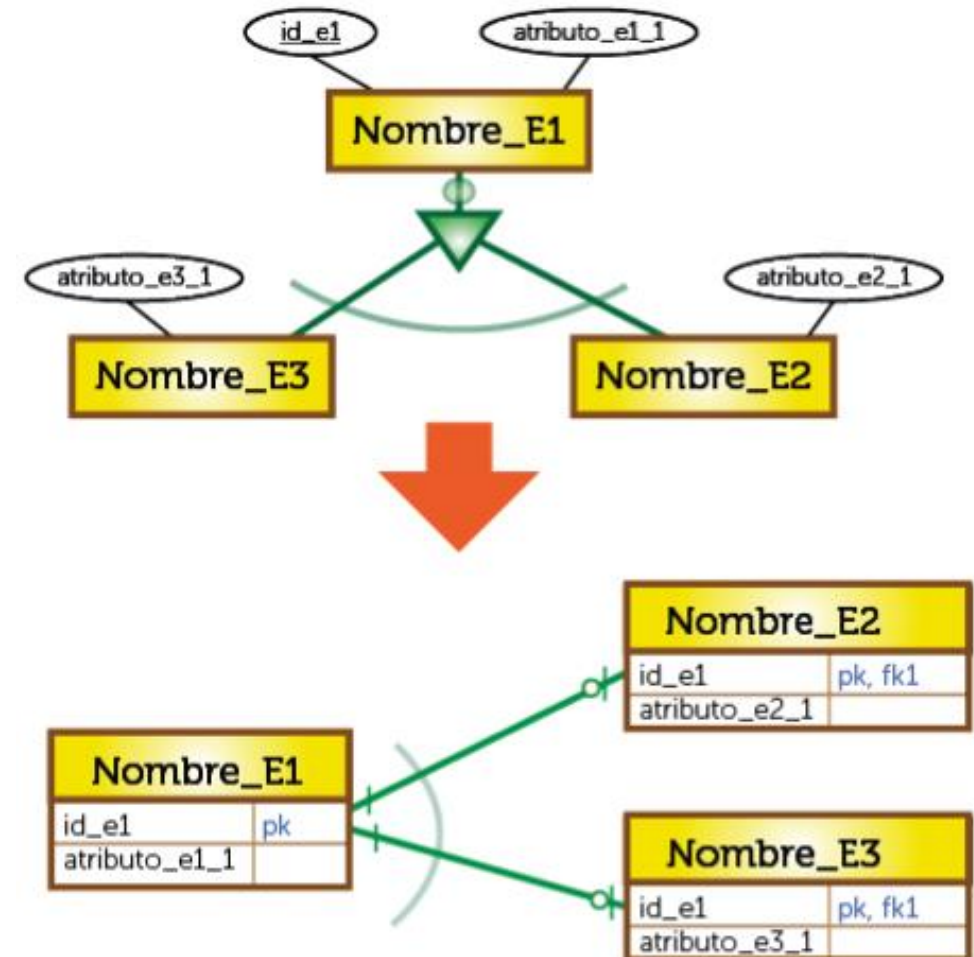 id_e1
atributo_e1_1
Nombre_E1
atributo_e3_1
atributo_e2_1
Nombre_E3
Nombre_E2
Nombre_E2
id_e1 pk, fk1
atributo_e2_1
Nombre_E1
id_e1 pk
atributo_e1_1
Nombre_E3
id_e1 pk, fk1
atributo_e3_1